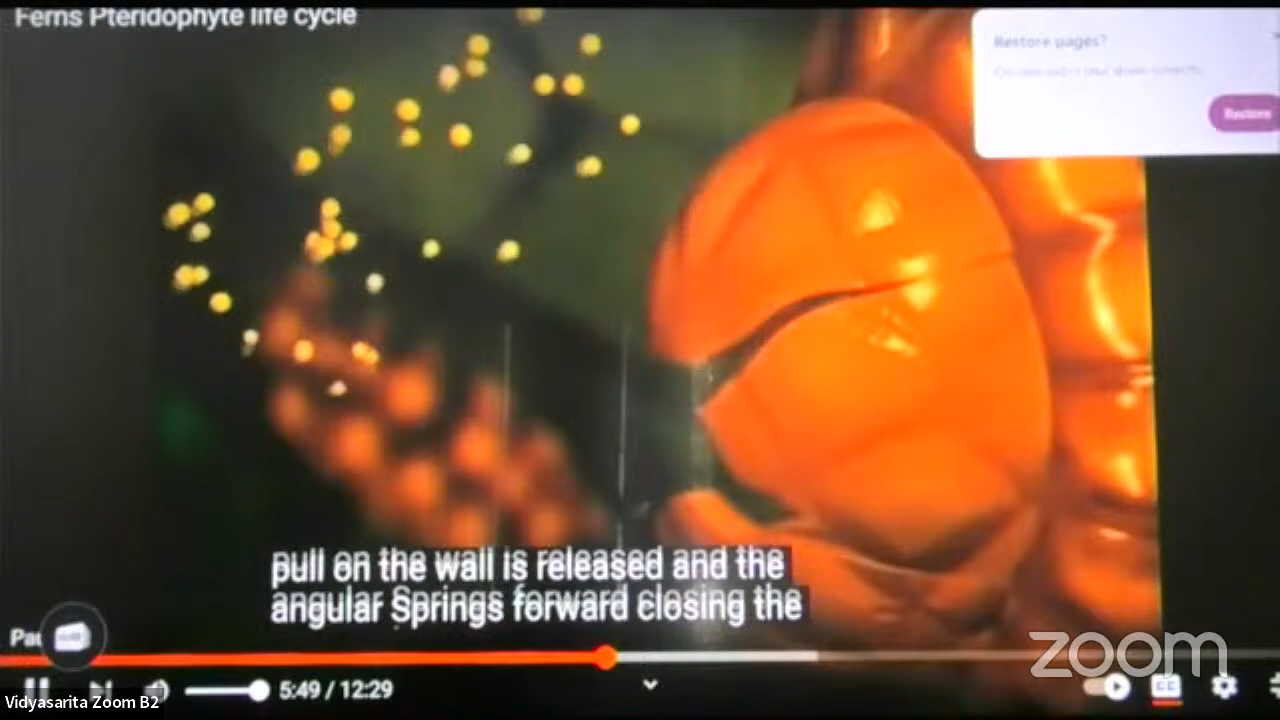 Ferns Pteridophyte life cycle
Restore pages?
Restore
pull on the wall is released and the
angular Springs forward closing the
zoom
5:49 / 12:29
CC
Vidyasarita Zoom B2